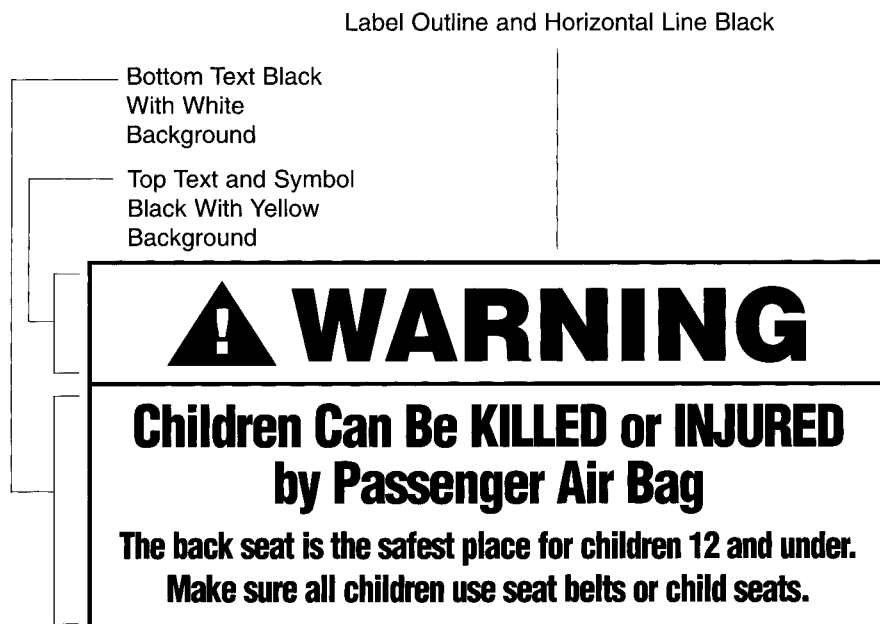 Label Outline and Horizontal Line Black
Bottom Text Black
With White
Background
Top Text and Symbol
Black With Yellow
Background
! WARNING
Children Can Be KILLED or INJURED
by Passenger Air Bag
The back seat is the safest place for children 12 and under.
Make sure all children use seat belts or child seats.